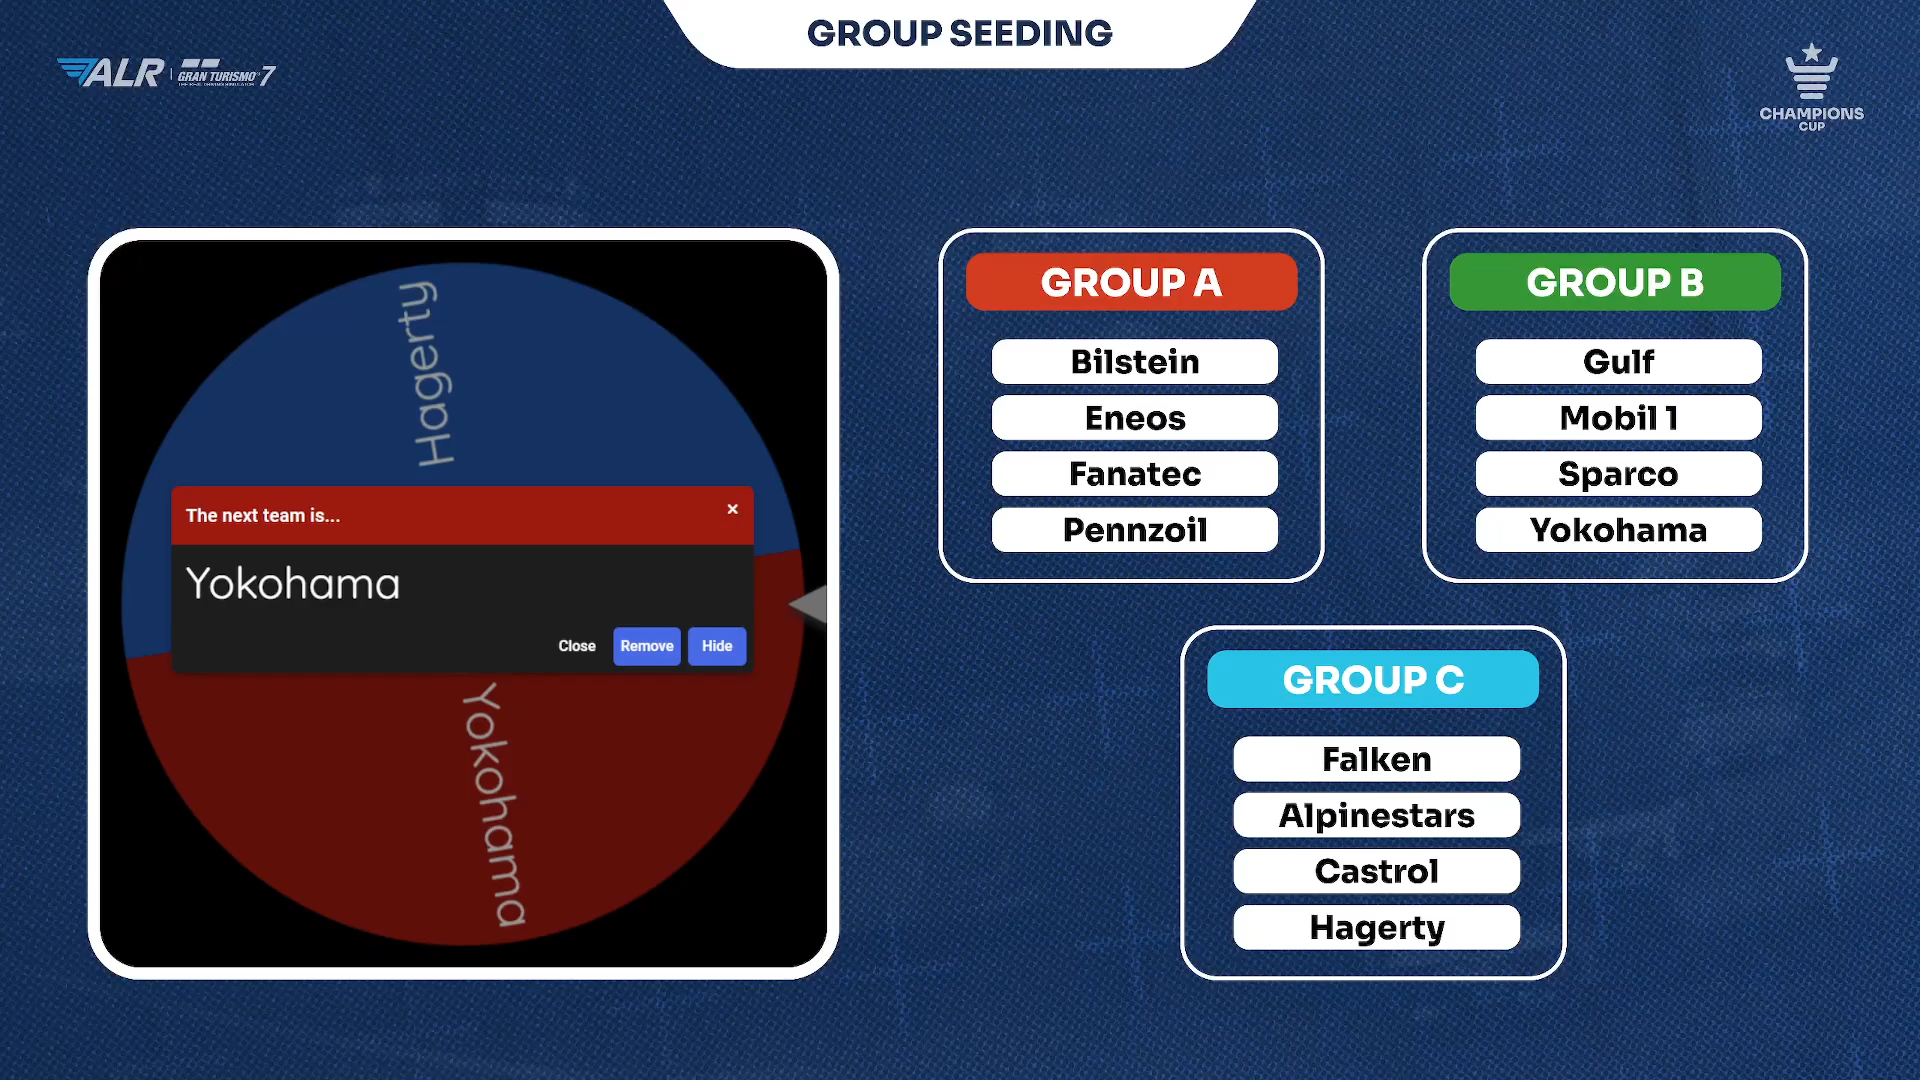 GROUP SEEDING
ALR
GRAN TURISMO 7
CHAMPIONS
CUP
Hagerty
The next team is...
×
Yokohama
Close
Remove
Hide
Yokohama
GROUP A
Bilstein
Eneos
Fanatec
Pennzoil
GROUP B
Gulf
Mobil 1
Sparco
Yokohama
GROUP C
Falken
Alpinestars
Castrol
Hagerty